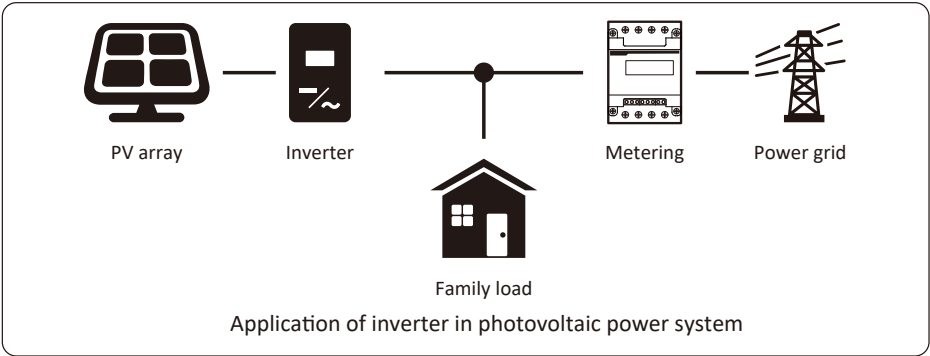 PV array
Inverter
Metering
Power grid
Family load
Application of inverter in photovoltaic power system